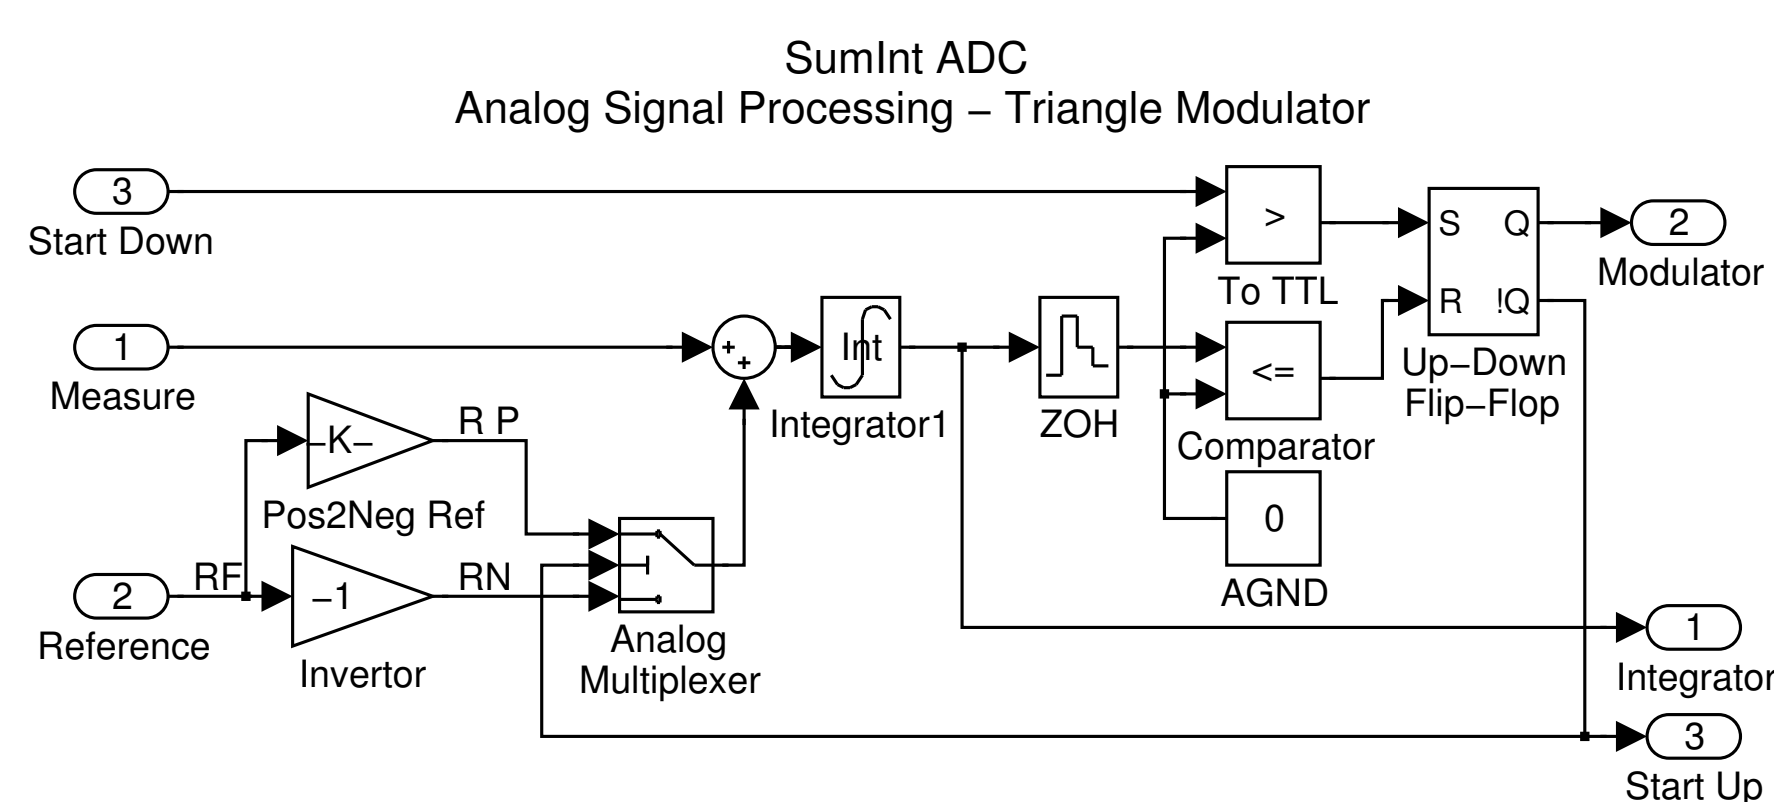 SumInt ADC
Analog Signal Processing – Triangle Modulator
3
Start Down
>
To TTL
S Q
R !Q
Up–Down
Flip–Flop
2
Modulator
1
Measure
+
+
Int
Integrator1
ZOH
<=
Comparator
–K–
R P
Pos2Neg Ref
0
AGND
2
Reference
RF
–1
RN
Invertor
Analog
Multiplexer
1
Integrator
3
Start Up